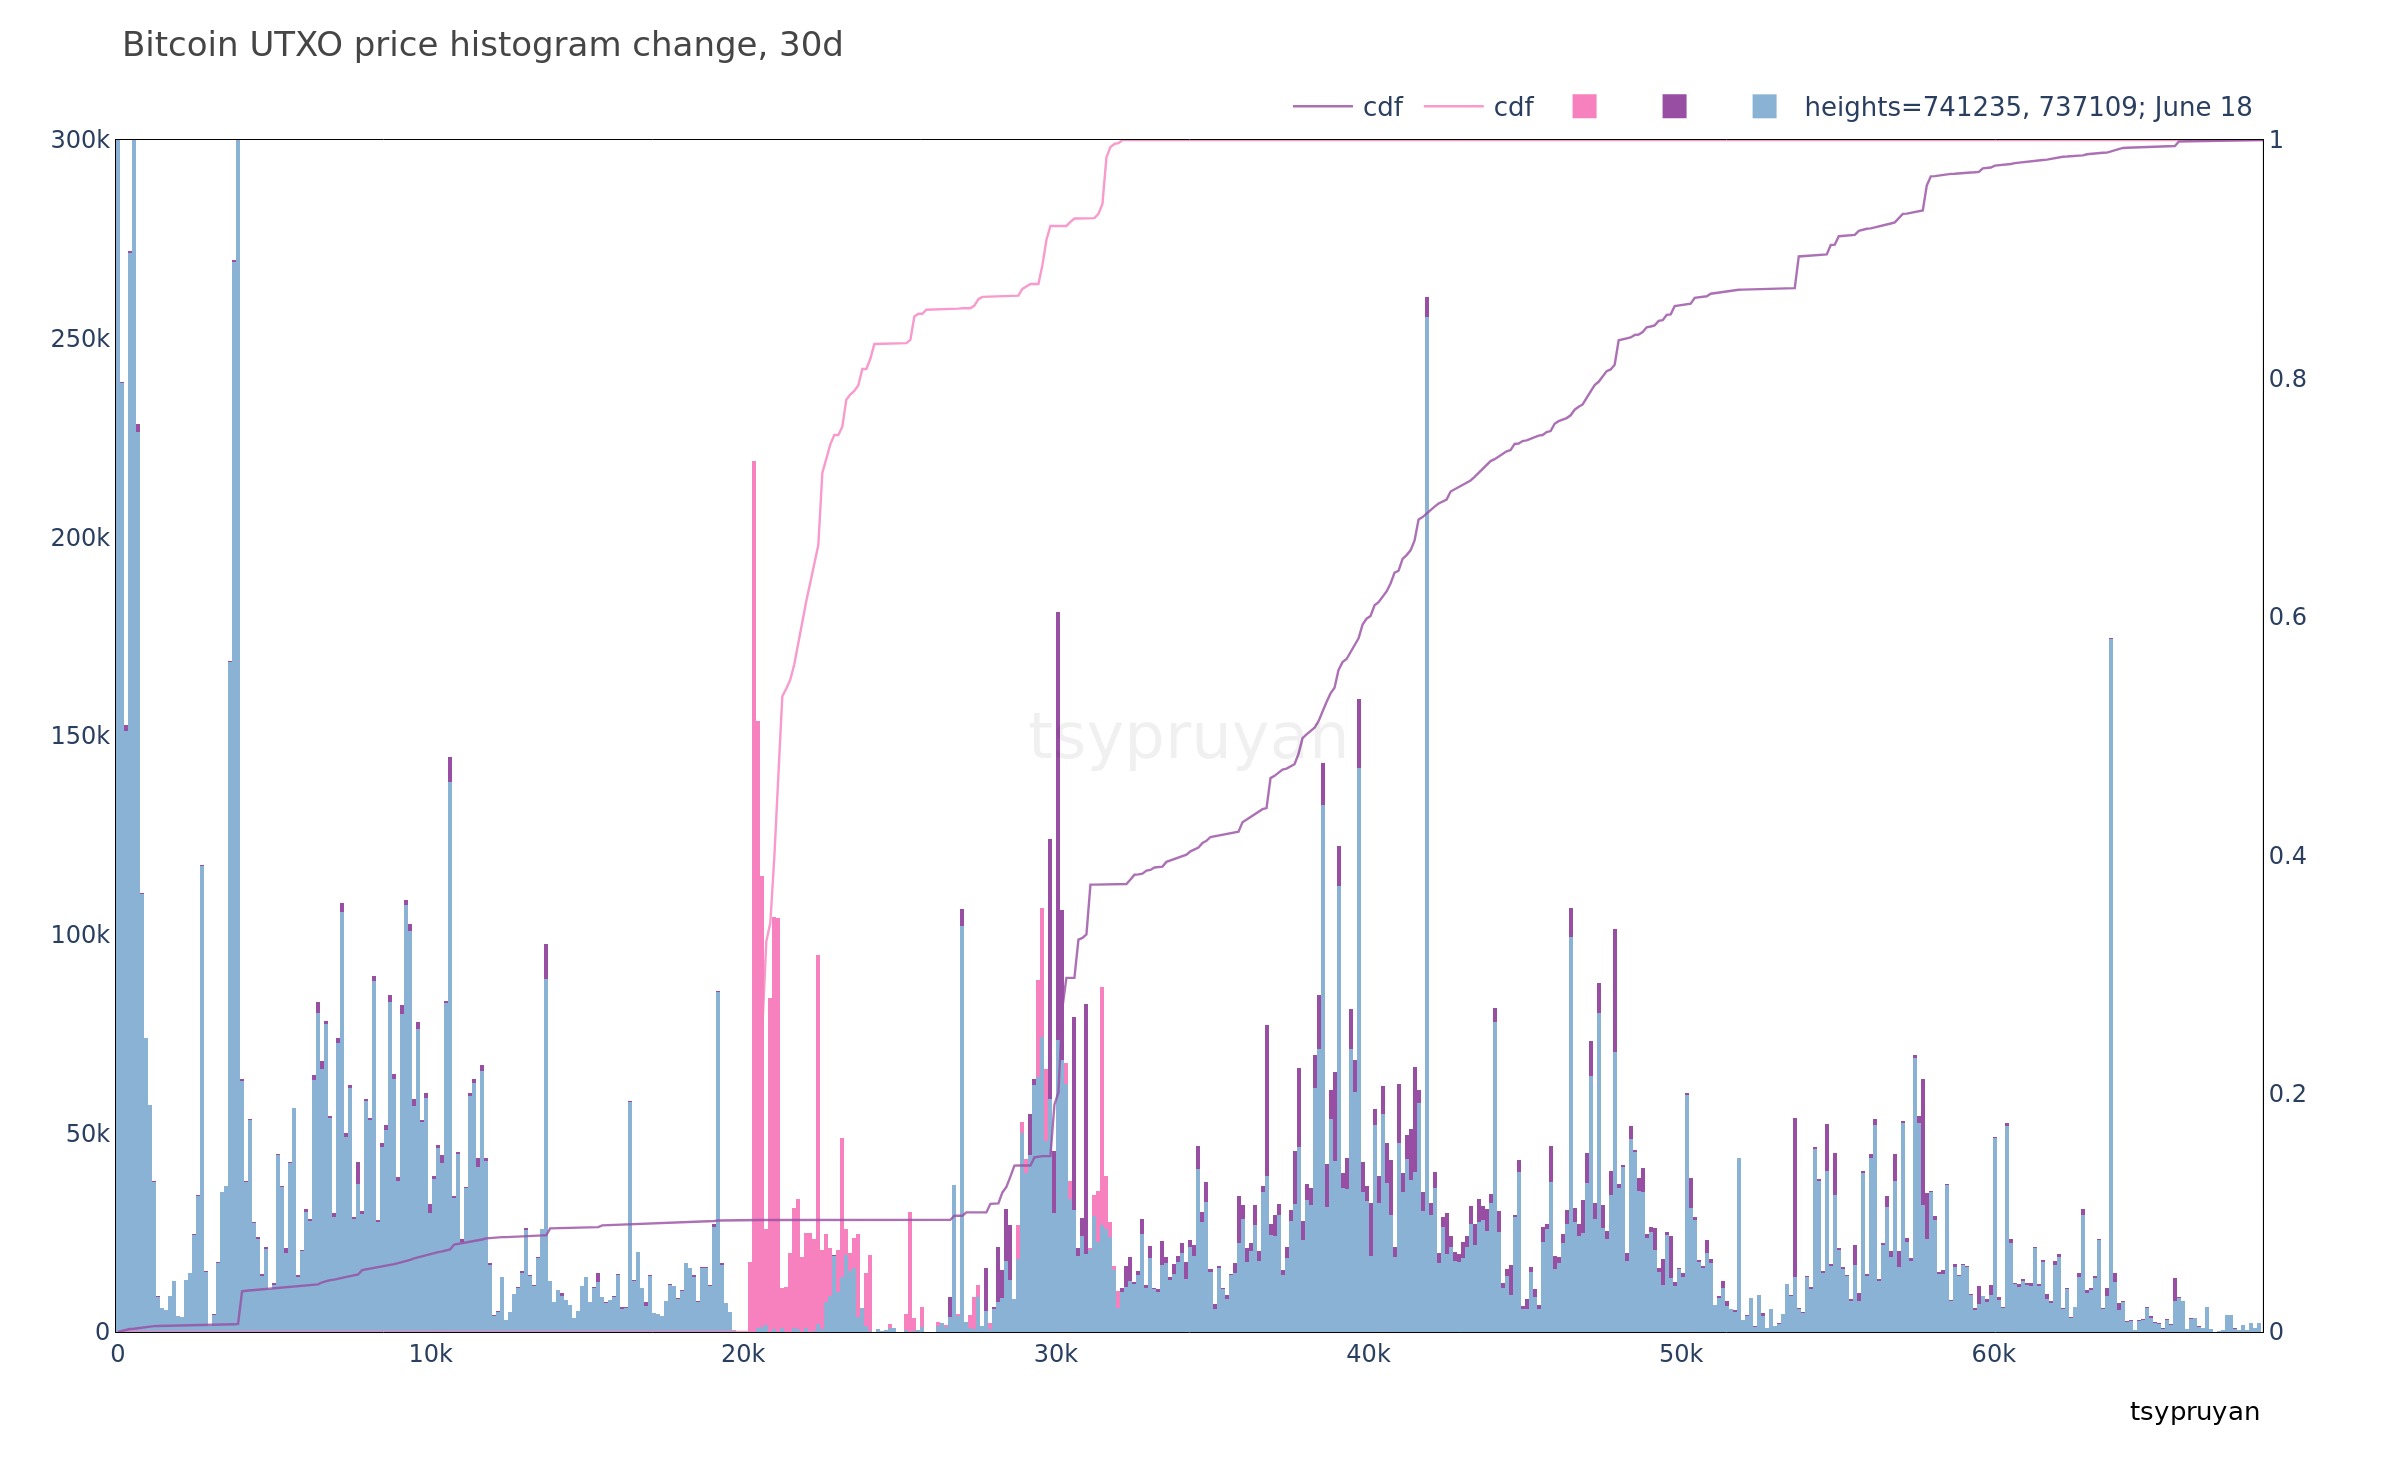 Bitcoin UTXO price histogram change, 30d
cdf cdf heights=741235, 737109; June 18
300k
250k
200k
150k
100k
50k
0
1
0.8
0.6
0.4
0.2
0
tsypruyan
0 10k 20k 30k 40k 50k 60k
tsypruyan